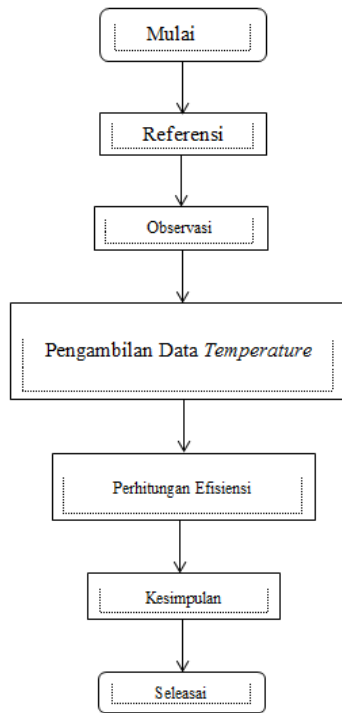 Mulai
Referensi
Observasi
Pengambilan Data Temperature
Perhitungan Efisiensi
Kesimpulan
Seleasai